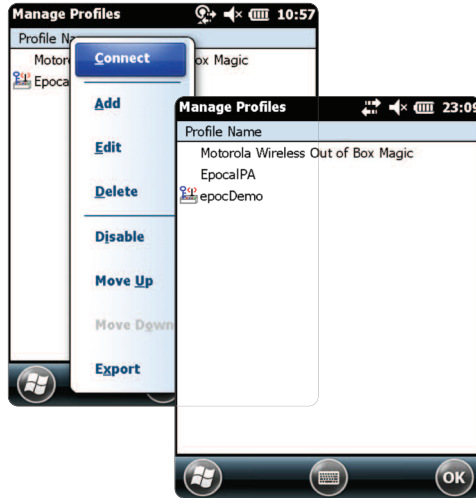 Manage Profiles 10:57
Profile Na
Motor ox Magic
Epoca
Connect
Add
Edit
Delete
Disable
Move Up
Move Down
Export
Manage Profiles 23:09
Profile Name
Motorola Wireless Out of Box Magic
EpocalPA
epocDemo
OK